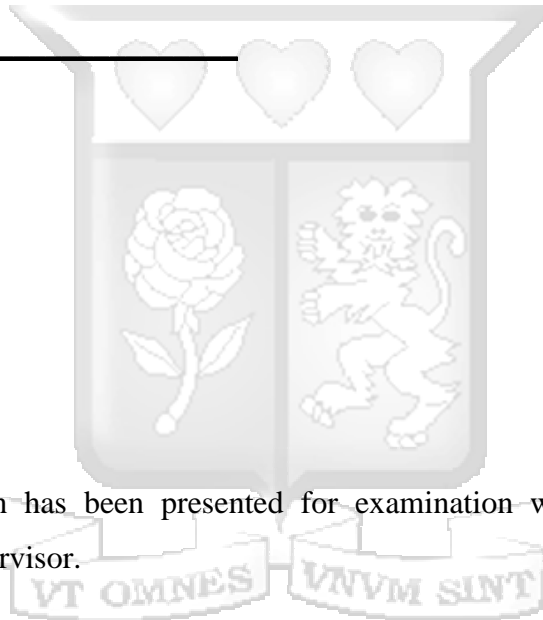 n has been presented for examination w
rvisor.
VT OMNES VNVM SINT